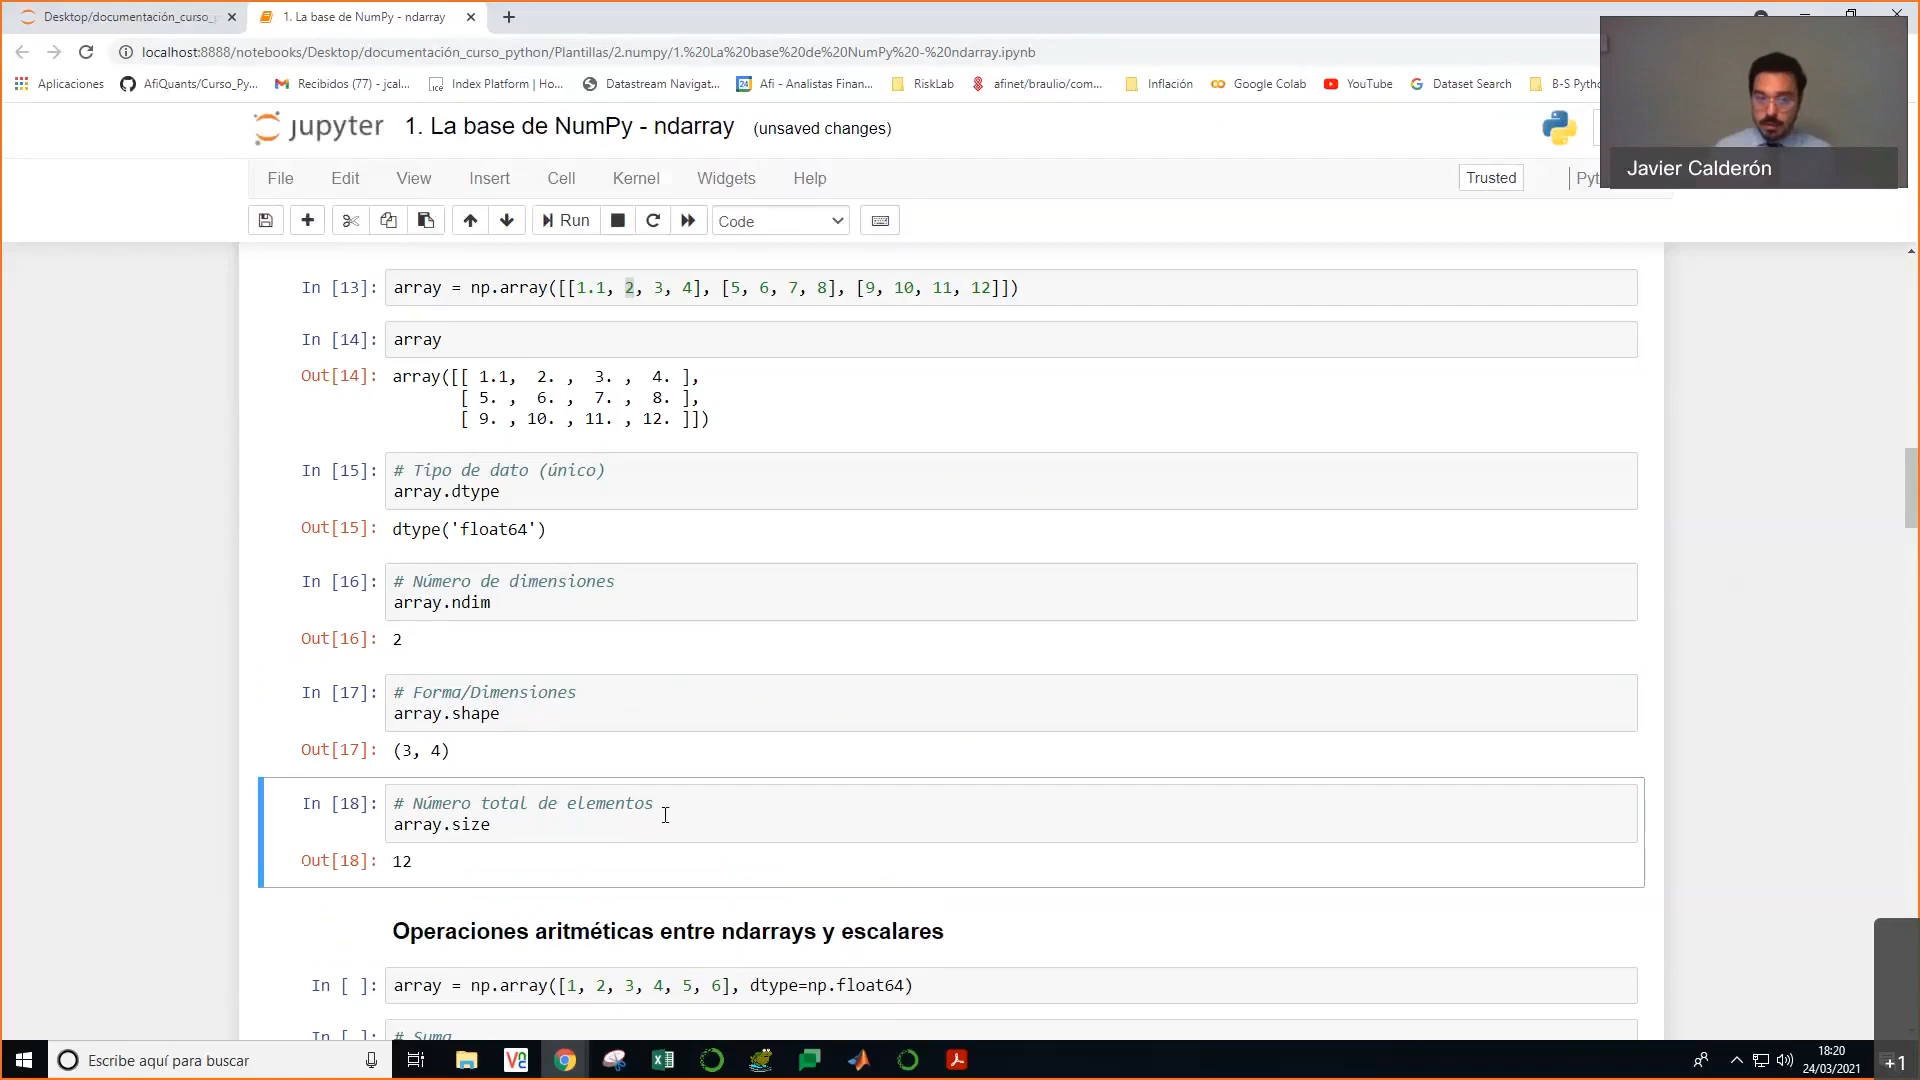 Desktop/documentación_curso_p
1. La base de NumPy - ndarray
localhost:8888/notebooks/Desktop/documentación_curso_python/Plantillas/2.numpy/1.%20La%20base%20de%20NumPy%20-%20ndarray.ipynb
Aplicaciones
AfiQuants/Curso_Py...
Recibidos (77) - jcal...
Index Platform | Ho...
Datastream Navigat...
Afi - Analistas Finan...
RiskLab
afinet/braulio/com...
Inflación
Google Colab
YouTube
Dataset Search
B-S Pytho
Javier Calderón
jupyter
1. La base de NumPy - ndarray
(unsaved changes)
File
Edit
View
Insert
Cell
Kernel
Widgets
Help
Trusted
Pyt
Run
Code
In [13]: array = np.array([[1.1, 2, 3, 4], [5, 6, 7, 8], [9, 10, 11, 12]])
In [14]: array
Out[14]: array([[ 1.1,  2. ,  3. ,  4. ],
[ 5. ,  6. ,  7. ,  8. ],
[ 9. , 10. , 11. , 12. ]])
In [15]: # Tipo de dato (único)
array.dtype
Out[15]: dtype('float64')
In [16]: # Número de dimensiones
array.ndim
Out[16]: 2
In [17]: # Forma/Dimensiones
array.shape
Out[17]: (3, 4)
In [18]: # Número total de elementos
array.size
Out[18]: 12
Operaciones aritméticas entre ndarrays y escalares
In [ ]: array = np.array([1, 2, 3, 4, 5, 6], dtype=np.float64)
In [ ]: # Suma
Escribe aquí para buscar
18:20
24/03/2021
+1